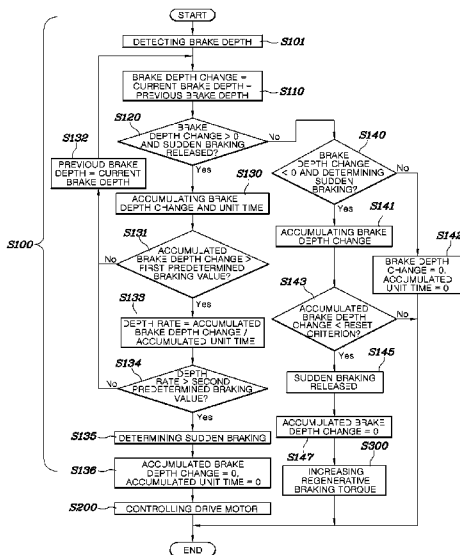 START
DETECTING BRAKE DEPTH
S101
BRAKE DEPTH CHANGE =
CURRENT BRAKE DEPTH -
PREVIOUS BRAKE DEPTH
S110
S120
BRAKE
DEPTH CHANGE > 0
AND SUDDEN BRAKING
RELEASED?
No
Yes
S132
PREVIOUD BRAKE
DEPTH = CURRENT
BRAKE DEPTH
S130
ACCUMULATING BRAKE
DEPTH CHANGE AND UNIT TIME
S100
S131
ACCUMULATED
BRAKE DEPTH CHANGE >
FIRST PREDETERMINED
BRAKING VALUE?
No
Yes
S133
DEPTH RATE = ACCUMULATED
BRAKE DEPTH CHANGE /
ACCUMULATED UNIT TIME
S134
DEPTH
RATE > SECOND
PREDETERMINED BRAKING
VALUE?
No
Yes
S135
DETERMINING SUDDEN BRAKING
S136
ACCUMULATED BRAKE
DEPTH CHANGE = 0,
ACCUMULATED UNIT TIME = 0
S200
CONTROLLING DRIVE MOTOR
END
S140
BRAKE
DEPTH CHANGE
< 0 AND DETERMINING
SUDDEN
BRAKING?
No
Yes
S141
ACCUMULATING BRAKE
DEPTH CHANGE
S142
BRAKE DEPTH
CHANGE = 0,
ACCUMULATED
UNIT TIME = 0
S143
ACCUMULATED
BRAKE DEPTH
CHANGE < RESET
CRITERION?
No
Yes
S145
SUDDEN BRAKING
RELEASED
ACCUMULATED BRAKE
DEPTH CHANGE = 0
S147
S300
INCREASING
REGENERATIVE
BRAKING TORQUE